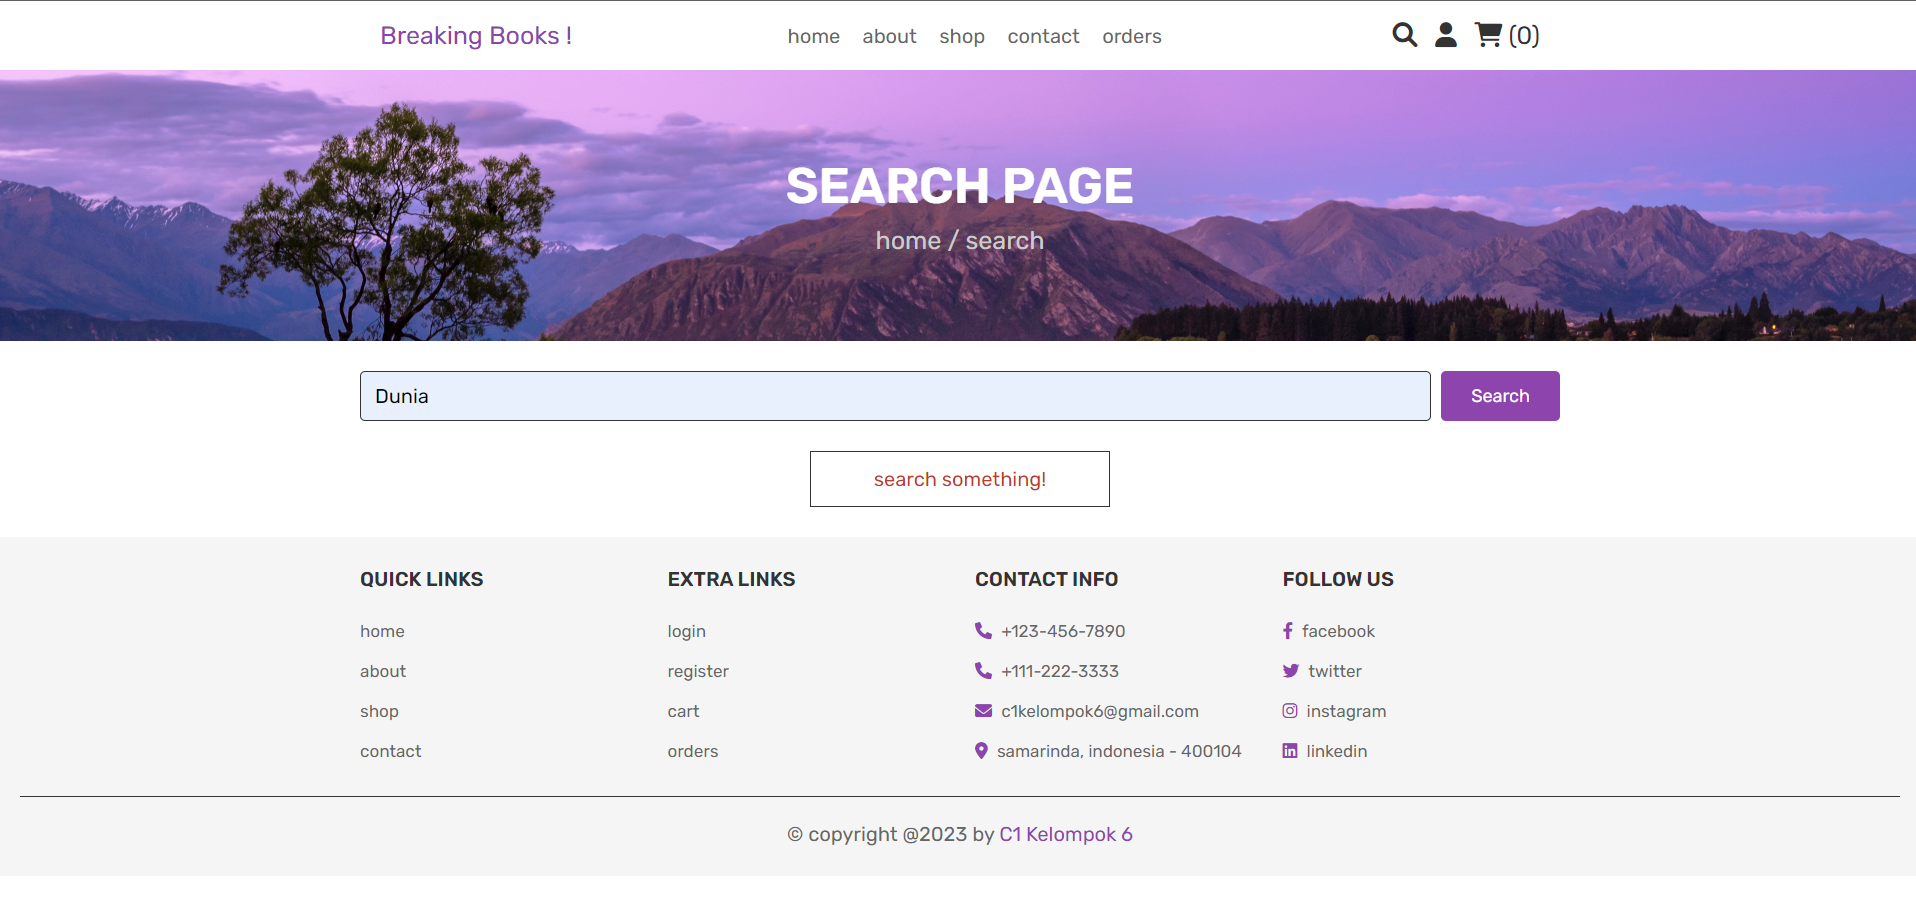 Breaking Books !
home about shop contact orders
(0)
SEARCH PAGE
home / search
Dunia
Search
search something!
QUICK LINKS
home
about
shop
contact
EXTRA LINKS
login
register
cart
orders
CONTACT INFO
+123-456-7890
+111-222-3333
c1kelompok6@gmail.com
samarinda, indonesia - 400104
FOLLOW US
facebook
twitter
instagram
linkedin
© copyright @2023 by C1 Kelompok 6